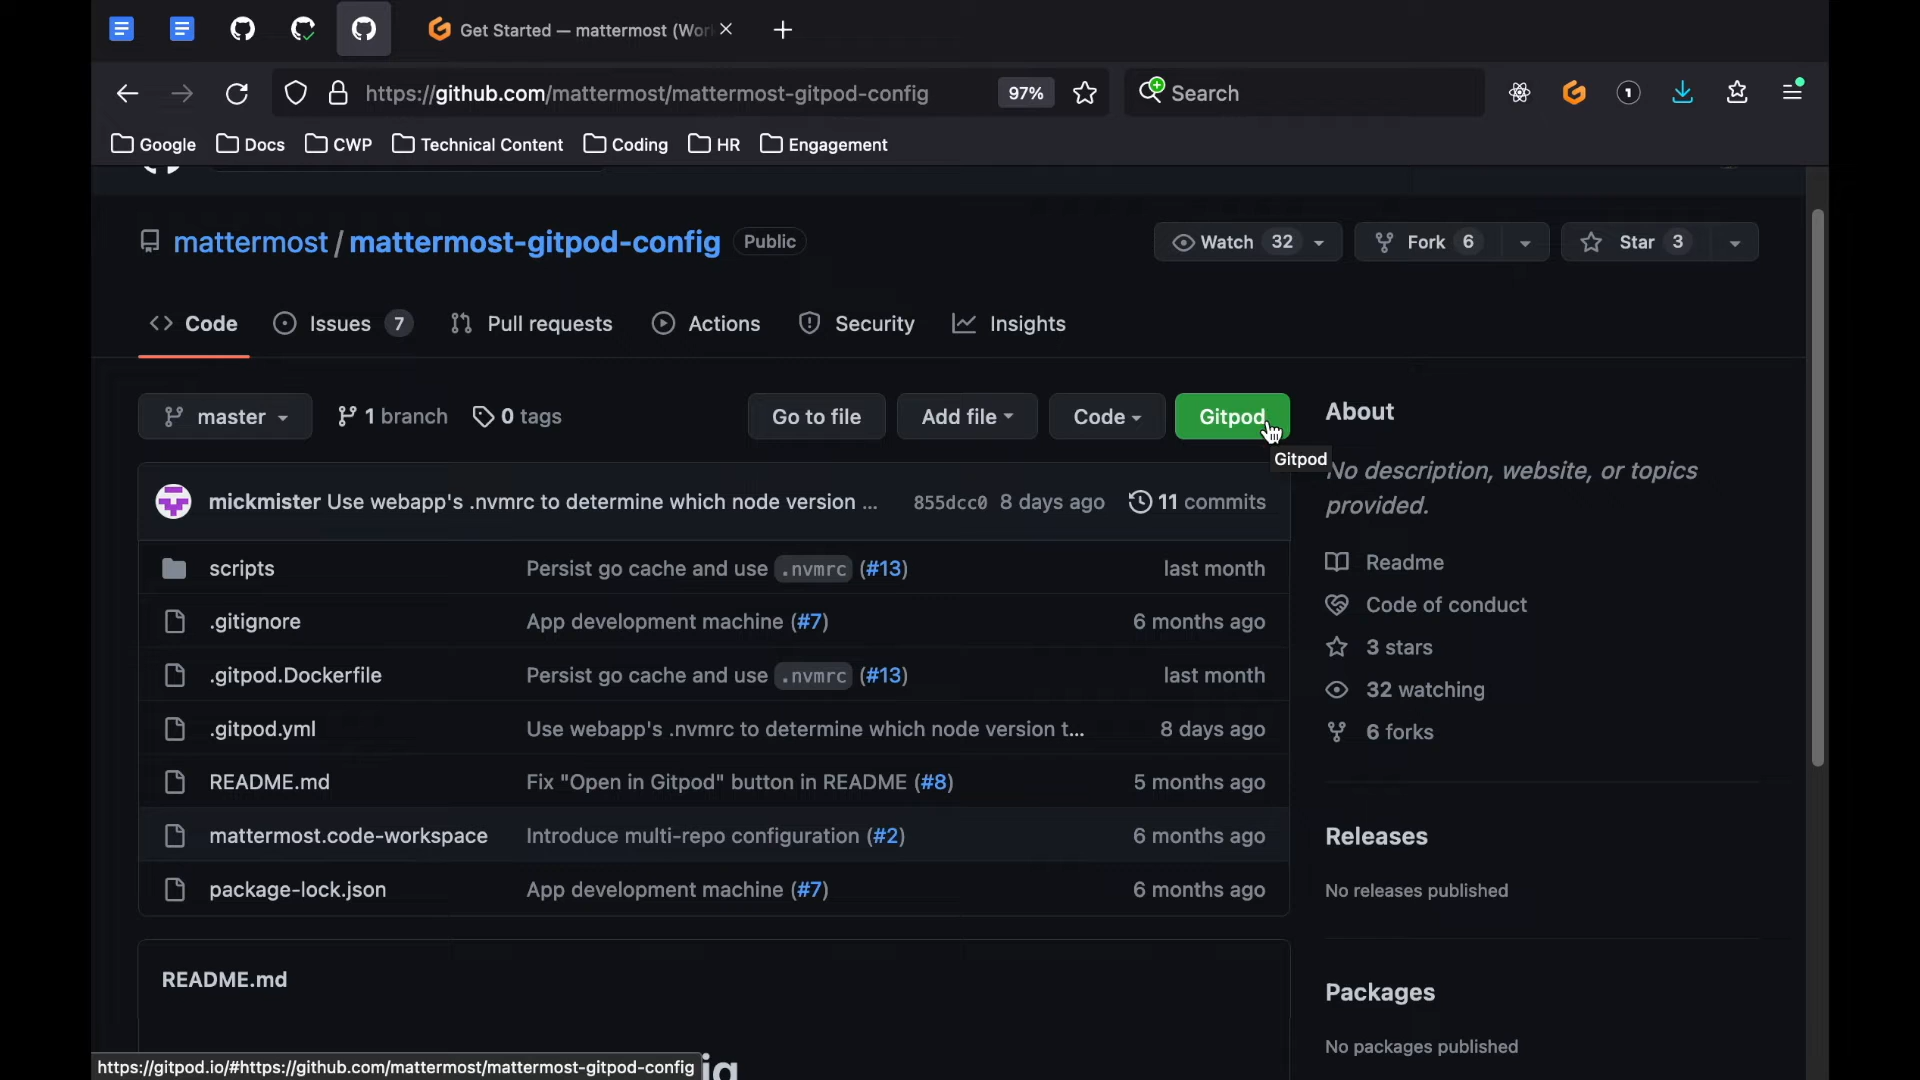 Get Started — mattermost (Wor
https://github.com/mattermost/mattermost-gitpod-config
97%
Search
Google Docs CWP Technical Content Coding HR Engagement
mattermost / mattermost-gitpod-config Public
Watch 32 Fork 6 Star 3
Code Issues 7 Pull requests Actions Security Insights
master 1 branch 0 tags Go to file Add file Code Gitpod
Gitpod
mickmister Use webapp's .nvmrc to determine which node version ... 855dcc0 8 days ago 11 commits
scripts Persist go cache and use .nvmrc (#13) last month
.gitignore App development machine (#7) 6 months ago
.gitpod.Dockerfile Persist go cache and use .nvmrc (#13) last month
.gitpod.yml Use webapp's .nvmrc to determine which node version t... 8 days ago
README.md Fix "Open in Gitpod" button in README (#8) 5 months ago
mattermost.code-workspace Introduce multi-repo configuration (#2) 6 months ago
package-lock.json App development machine (#7) 6 months ago
README.md
About
No description, website, or topics
provided.
Readme
Code of conduct
3 stars
32 watching
6 forks
Releases
No releases published
Packages
No packages published
https://gitpod.io/#https://github.com/mattermost/mattermost-gitpod-config